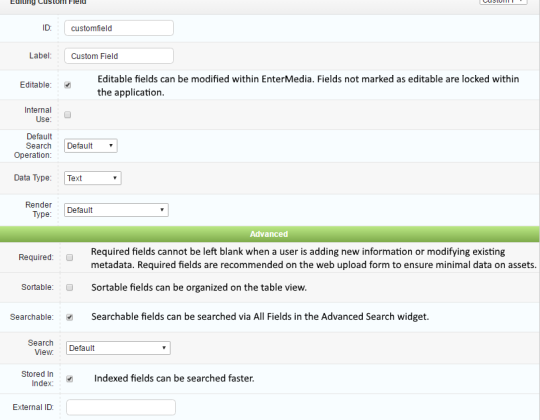 Editing Custom Field
ID: customfield
Label: Custom Field
Editable: Editable fields can be modified within EnterMedia. Fields not marked as editable are locked within
the application.
Internal
Use:
Default
Search
Operation: Default
Data Type: Text
Render
Type: Default
Advanced
Required: Required fields cannot be left blank when a user is adding new information or modifying existing
metadata. Required fields are recommended on the web upload form to ensure minimal data on assets.
Sortable: Sortable fields can be organized on the table view.
Searchable: Searchable fields can be searched via All Fields in the Advanced Search widget.
Search
View: Default
Stored In
Index: Indexed fields can be searched faster.
External ID: